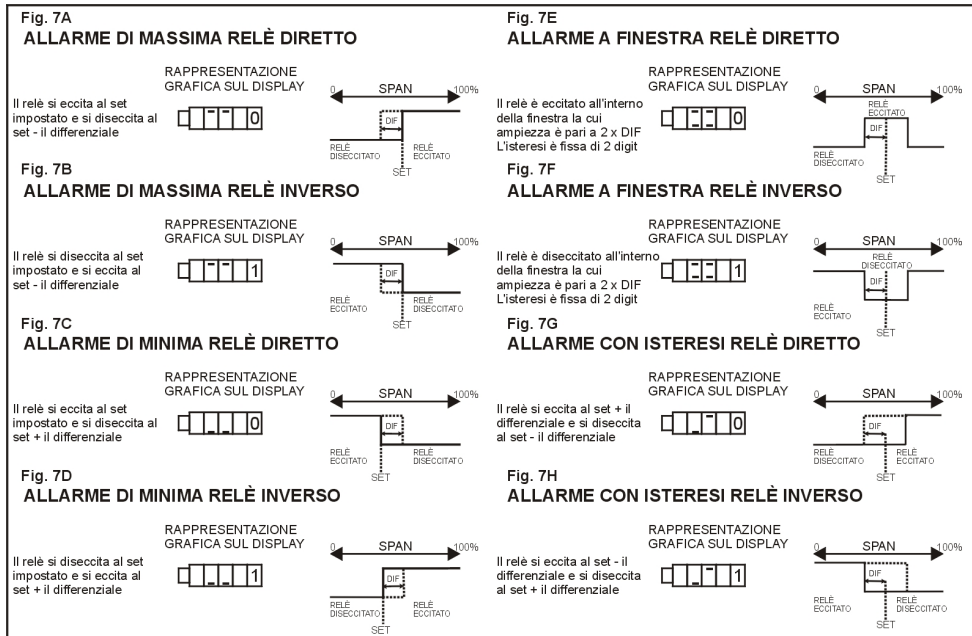 Fig. 7A
ALLARME DI MASSIMA RELÈ DIRETTO
RAPPRESENTAZIONE
GRAFICA SUL DISPLAY
Il relè si eccita al set
impostato e si diseccita al
set - il differenziale
0
0 SPAN 100%
DIF
RELÈ
DISECCITATO
RELÈ
ECCITATO
SET
Fig. 7B
ALLARME DI MASSIMA RELÈ INVERSO
RAPPRESENTAZIONE
GRAFICA SUL DISPLAY
Il relè si diseccita al set
impostato e si eccita al
set - il differenziale
1
0 SPAN 100%
DIF
RELÈ
ECCITATO
RELÈ
DISECCITATO
SET
Fig. 7C
ALLARME DI MINIMA RELÈ DIRETTO
RAPPRESENTAZIONE
GRAFICA SUL DISPLAY
Il relè si eccita al set
impostato e si diseccita al
set + il differenziale
0
0 SPAN 100%
DIF
RELÈ
ECCITATO
RELÈ
DISECCITATO
SET
Fig. 7D
ALLARME DI MINIMA RELÈ INVERSO
RAPPRESENTAZIONE
GRAFICA SUL DISPLAY
Il relè si diseccita al set
impostato e si eccita al
set + il differenziale
1
0 SPAN 100%
DIF
RELÈ
DISECCITATO
RELÈ
ECCITATO
SET
Fig. 7E
ALLARME A FINESTRA RELÈ DIRETTO
RAPPRESENTAZIONE
GRAFICA SUL DISPLAY
Il relè è eccitato all'interno
della finestra la cui
ampiezza è pari a 2 x DIF
L'isteresi è fissa di 2 digit
0
0 SPAN 100%
RELÈ
ECCITATO
DIF
RELÈ
DISECCITATO
SET
Fig. 7F
ALLARME A FINESTRA RELÈ INVERSO
RAPPRESENTAZIONE
GRAFICA SUL DISPLAY
Il relè è diseccitato all'interno
della finestra la cui
ampiezza è pari a 2 x DIF
L'isteresi è fissa di 2 digit
1
0 SPAN 100%
RELÈ
DISECCITATO
DIF
RELÈ
ECCITATO
SET
Fig. 7G
ALLARME CON ISTERESI RELÈ DIRETTO
RAPPRESENTAZIONE
GRAFICA SUL DISPLAY
Il relè si eccita al set + il
differenziale e si diseccita
al set - il differenziale
0
0 SPAN 100%
DIF
RELÈ
DISECCITATO
RELÈ
ECCITATO
SET
Fig. 7H
ALLARME CON ISTERESI RELÈ INVERSO
RAPPRESENTAZIONE
GRAFICA SUL DISPLAY
Il relè si eccita al set - il
differenziale e si diseccita
al set + il differenziale
1
0 SPAN 100%
DIF
RELÈ
ECCITATO
RELÈ
DISECCITATO
SET